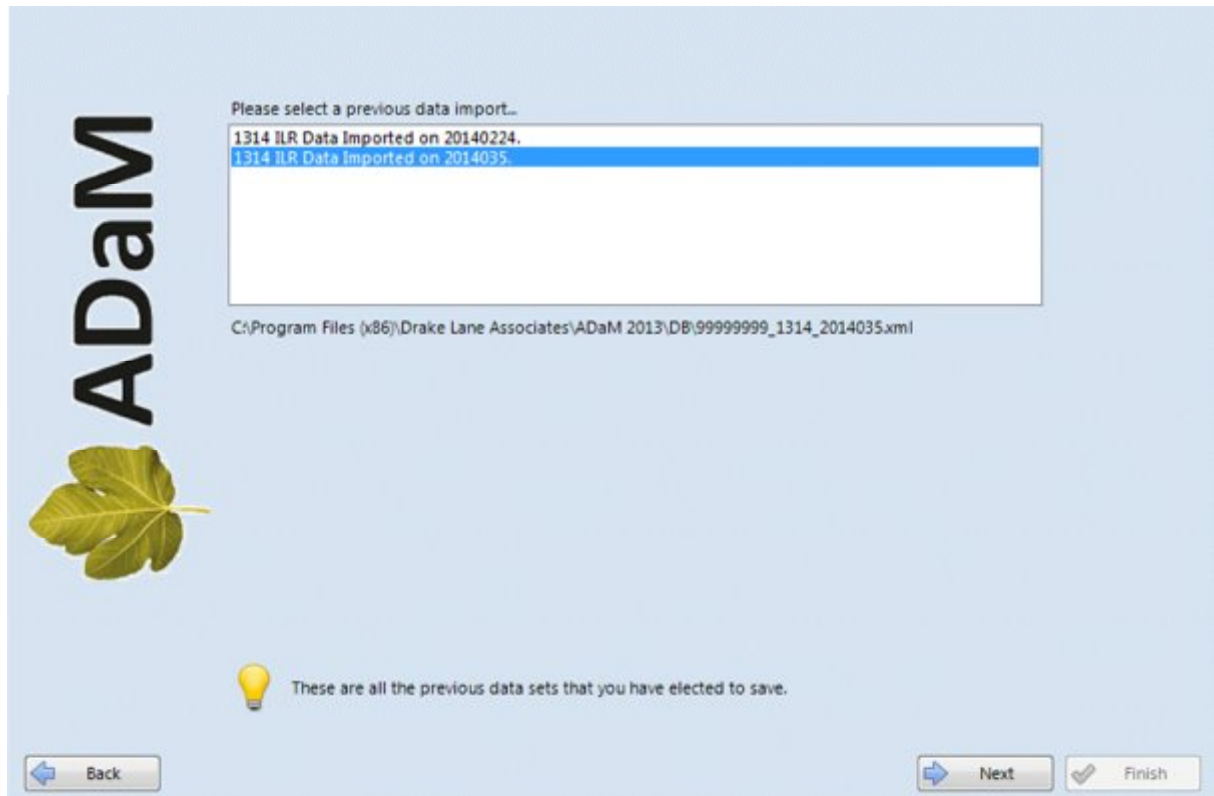 ADaM
Please select a previous data import...
1314 ILR Data Imported on 20140224.
1314 ILR Data Imported on 2014035.
C:\Program Files (x86)\Drake Lane Associates\ADaM 2013\DB\99999999_1314_2014035.xml
These are all the previous data sets that you have elected to save.
Back
Next
Finish